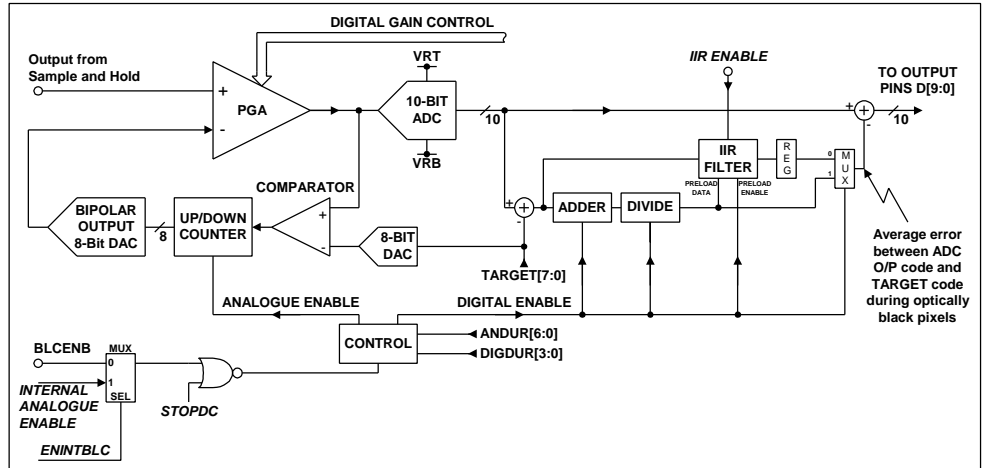 DIGITAL GAIN CONTROL
Output from
Sample and Hold
+
PGA
-
VRT
10-BIT
ADC
VRB
10
IIR ENABLE
TO OUTPUT
PINS D[9:0]
+
+
-
10
IIR
FILTER
PRELOAD
DATA
PRELOAD
ENABLE
REG
0
1
MUX
COMPARATOR
+
-
BIPOLAR
OUTPUT
8-Bit DAC
8
UP/DOWN
COUNTER
8-BIT
DAC
+
+
-
ADDER
DIVIDE
TARGET[7:0]
Average error
between ADC
O/P code and
TARGET code
during optically
black pixels
ANALOGUE ENABLE
DIGITAL ENABLE
CONTROL
ANDUR[6:0]
DIGDUR[3:0]
BLCENB
MUX
0
1
SEL
INTERNAL
ANALOGUE
ENABLE
STOPDC
ENINTBLC